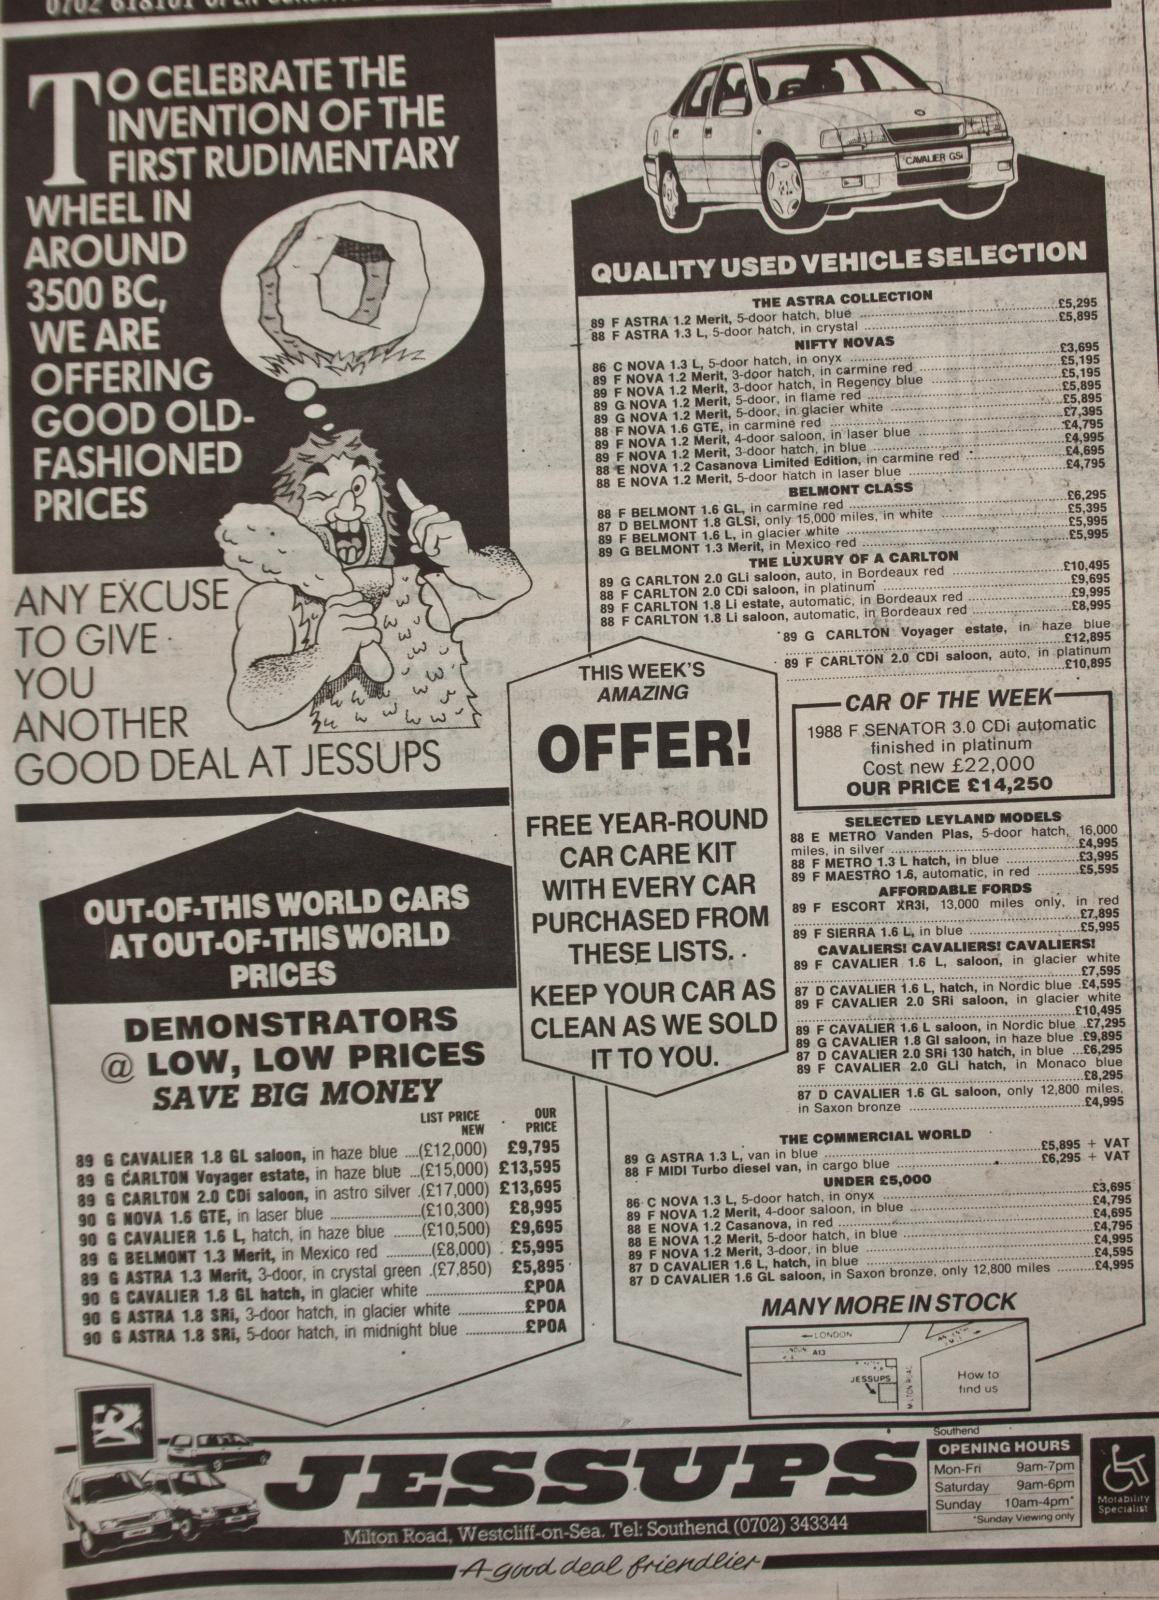 0702 618101 OPEN SUNDAY
TO CELEBRATE THE
INVENTION OF THE
FIRST RUDIMENTARY
WHEEL IN
AROUND
3500 BC,
WE ARE
OFFERING
GOOD OLD-
FASHIONED
PRICES
ANY EXCUSE
TO GIVE
YOU
ANOTHER
GOOD DEAL AT JESSUPS
CAVALIER GSi
QUALITY USED VEHICLE SELECTION
THE ASTRA COLLECTION
89 F ASTRA 1.2 Merit, 5-door hatch, blue £5,295
88 F ASTRA 1.3 L, 5-door hatch, in crystal £5,895
NIFTY NOVAS
86 C NOVA 1.3 L, 5-door hatch, in onyx £3,695
89 F NOVA 1.2 Merit, 3-door hatch, in carmine red £5,195
89 F NOVA 1.2 Merit, 3-door hatch, in Regency blue £5,195
89 G NOVA 1.2 Merit, 5-door, in flame red £5,895
89 G NOVA 1.2 Merit, 5-door, in glacier white £5,895
88 F NOVA 1.6 GTE, in carmine red £7,395
89 F NOVA 1.2 Merit, 4-door saloon, in laser blue £4,795
89 F NOVA 1.2 Merit, 3-door hatch, in blue £4,995
88 E NOVA 1.2 Casanova Limited Edition, in carmine red £4,695
88 E NOVA 1.2 Merit, 5-door hatch in laser blue £4,795
BELMONT CLASS
88 F BELMONT 1.6 GL, in carmine red £6,295
87 D BELMONT 1.8 GLSi, only 15,000 miles, in white £5,395
89 F BELMONT 1.6 L, in glacier white £5,995
89 G BELMONT 1.3 Merit, in Mexico red £5,995
THE LUXURY OF A CARLTON
89 G CARLTON 2.0 GLi saloon, auto, in Bordeaux red £10,495
88 F CARLTON 2.0 CDi saloon, in platinum £9,695
89 F CARLTON 1.8 Li estate, automatic, in Bordeaux red £9,995
88 F CARLTON 1.8 Li saloon, automatic, in Bordeaux red £8,995
89 G CARLTON Voyager estate, in haze blue
£12,895
89 F CARLTON 2.0 CDi saloon, auto, in platinum
£10,895
THIS WEEK'S
AMAZING
OFFER!
FREE YEAR-ROUND
CAR CARE KIT
WITH EVERY CAR
PURCHASED FROM
THESE LISTS. .
KEEP YOUR CAR AS
CLEAN AS WE SOLD
IT TO YOU.
CAR OF THE WEEK
1988 F SENATOR 3.0 CDi automatic
finished in platinum
Cost new £22,000
OUR PRICE £14,250
SELECTED LEYLAND MODELS
88 E METRO Vanden Plas, 5-door hatch, 16,000
miles, in silver £4,995
88 F METRO 1.3 L hatch, in blue £3,995
89 F MAESTRO 1.6, automatic, in red £5,595
AFFORDABLE FORDS
89 F ESCORT XR3i, 13,000 miles only, in red
£7,895
89 F SIERRA 1.6 L, in blue £5,995
CAVALIERS! CAVALIERS! CAVALIERS!
89 F CAVALIER 1.6 L, saloon, in glacier white
£7,595
87 D CAVALIER 1.6 L, hatch, in Nordic blue £4,595
89 F CAVALIER 2.0 SRi saloon, in glacier white
£10,495
89 F CAVALIER 1.6 L saloon, in Nordic blue £7,295
89 G CAVALIER 1.8 GI saloon, in haze blue £9,895
87 D CAVALIER 2.0 SRi 130 hatch, in blue £6,295
89 F CAVALIER 2.0 GLi hatch, in Monaco blue
£8,295
87 D CAVALIER 1.6 GL saloon, only 12,800 miles,
in Saxon bronze £4,995
THE COMMERCIAL WORLD
89 G ASTRA 1.3 L, van in blue £5,895 + VAT
88 F MIDI Turbo diesel van, in cargo blue £6,295 + VAT
UNDER £5,000
86 C NOVA 1.3 L, 5-door hatch, in onyx £3,695
89 F NOVA 1.2 Merit, 4-door saloon, in blue £4,795
88 E NOVA 1.2 Casanova, in red £4,695
88 E NOVA 1.2 Merit, 5-door hatch, in blue £4,795
89 F NOVA 1.2 Merit, 3-door, in blue £4,995
87 D CAVALIER 1.6 L, hatch, in blue £4,595
87 D CAVALIER 1.6 GL saloon, in Saxon bronze, only 12,800 miles £4,995
MANY MORE IN STOCK
OUT-OF-THIS WORLD CARS
AT OUT-OF-THIS WORLD
PRICES
DEMONSTRATORS
@ LOW, LOW PRICES
SAVE BIG MONEY
LIST PRICE NEW OUR PRICE
89 G CAVALIER 1.8 GL saloon, in haze blue (£12,000) £9,795
89 G CARLTON Voyager estate, in haze blue (£15,000) £13,595
89 G CARLTON 2.0 CDi saloon, in astro silver (£17,000) £13,695
90 G NOVA 1.6 GTE, in laser blue (£10,300) £8,995
90 G CAVALIER 1.6 L, hatch, in haze blue (£10,500) £9,695
89 G BELMONT 1.3 Merit, in Mexico red (£8,000) £5,995
89 G ASTRA 1.3 Merit, 3-door, in crystal green (£7,850) £5,895
90 G CAVALIER 1.8 GL hatch, in glacier white £POA
90 G ASTRA 1.8 SRi, 3-door hatch, in glacier white £POA
90 G ASTRA 1.8 SRi, 5-door hatch, in midnight blue £POA
LONDON
A13
JESSUPS
MILTON ROAD
How to
find us
JESSUPS
Milton Road, Westcliff-on-Sea. Tel: Southend (0702) 343344
A good deal friendlier
Southend
OPENING HOURS
Mon-Fri 9am-7pm
Saturday 9am-6pm
Sunday 10am-4pm*
*Sunday Viewing only
Motability
Specialist